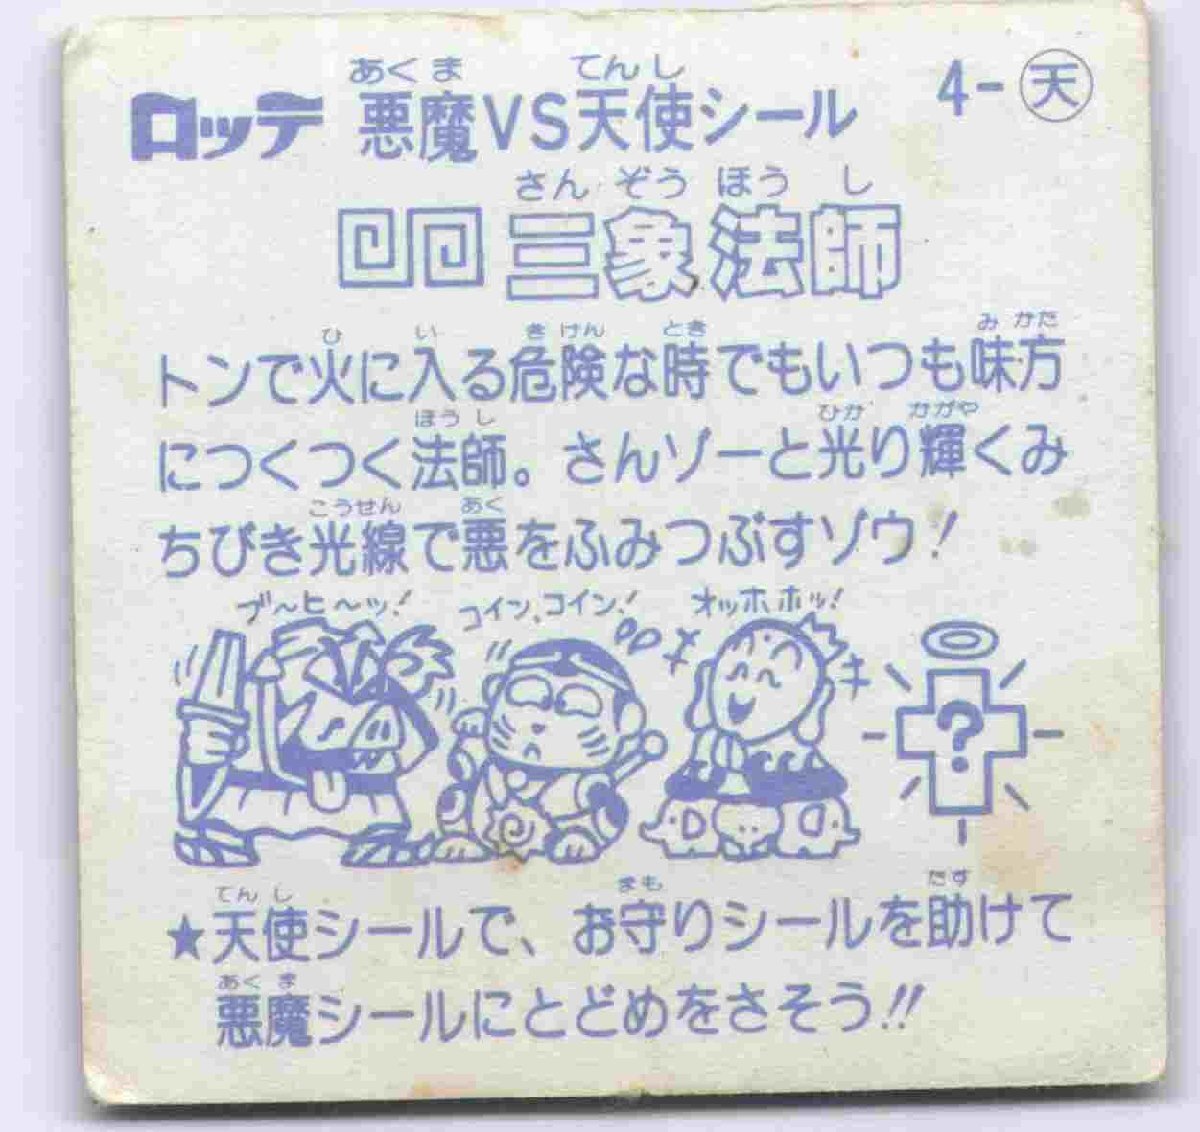 あくま てんし
ロッテ 悪魔VS天使シール 4-天
さんぞうほうし
三象法師
ひ い きけん とき みかた
トンで火に入る危険な時でもいつも味方
ほうし ひか かがや
につくつく法師。さんゾーと光り輝くみ
こうせん あく
ちびき光線で悪をふみつぶすゾウ!
ブ〜ヒ〜ッ! コイン、コイン! オッホホッ!
?
てんし まも たす
★天使シールで、お守りシールを助けて
あくま
悪魔シールにとどめをさそう!!